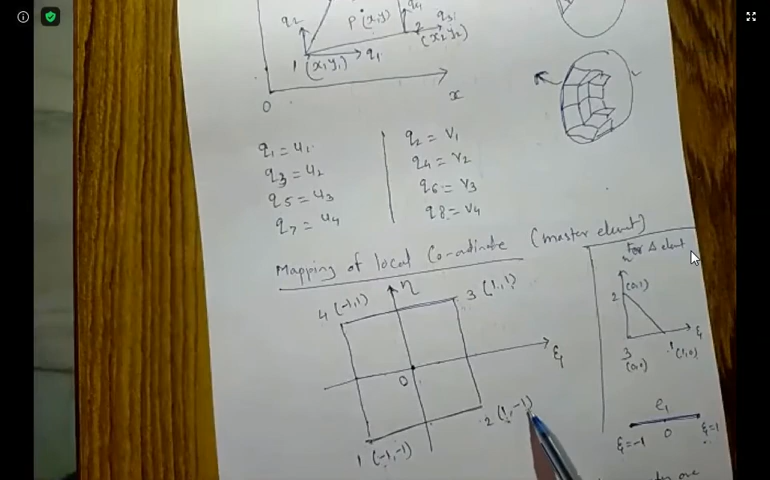 q2 P(x,y) q4 q3
2
1 (x1,y1) q1 (x2,y2)
0 x
q1 = u1 q2 = v1
q3 = u2 q4 = v2
q5 = u3 q6 = v3
q7 = u4 q8 = v4
Mapping of local Co-ordinate (master elemt)
For Δ elemt
4 (-1,1) η 3 (1,1)
2 (0,1)
0 ξ
ξ
3 1 (1,0)
(0,0)
2 (1,-1)
1 (-1,-1)
e1
ξ=-1 0 ξ=1
are